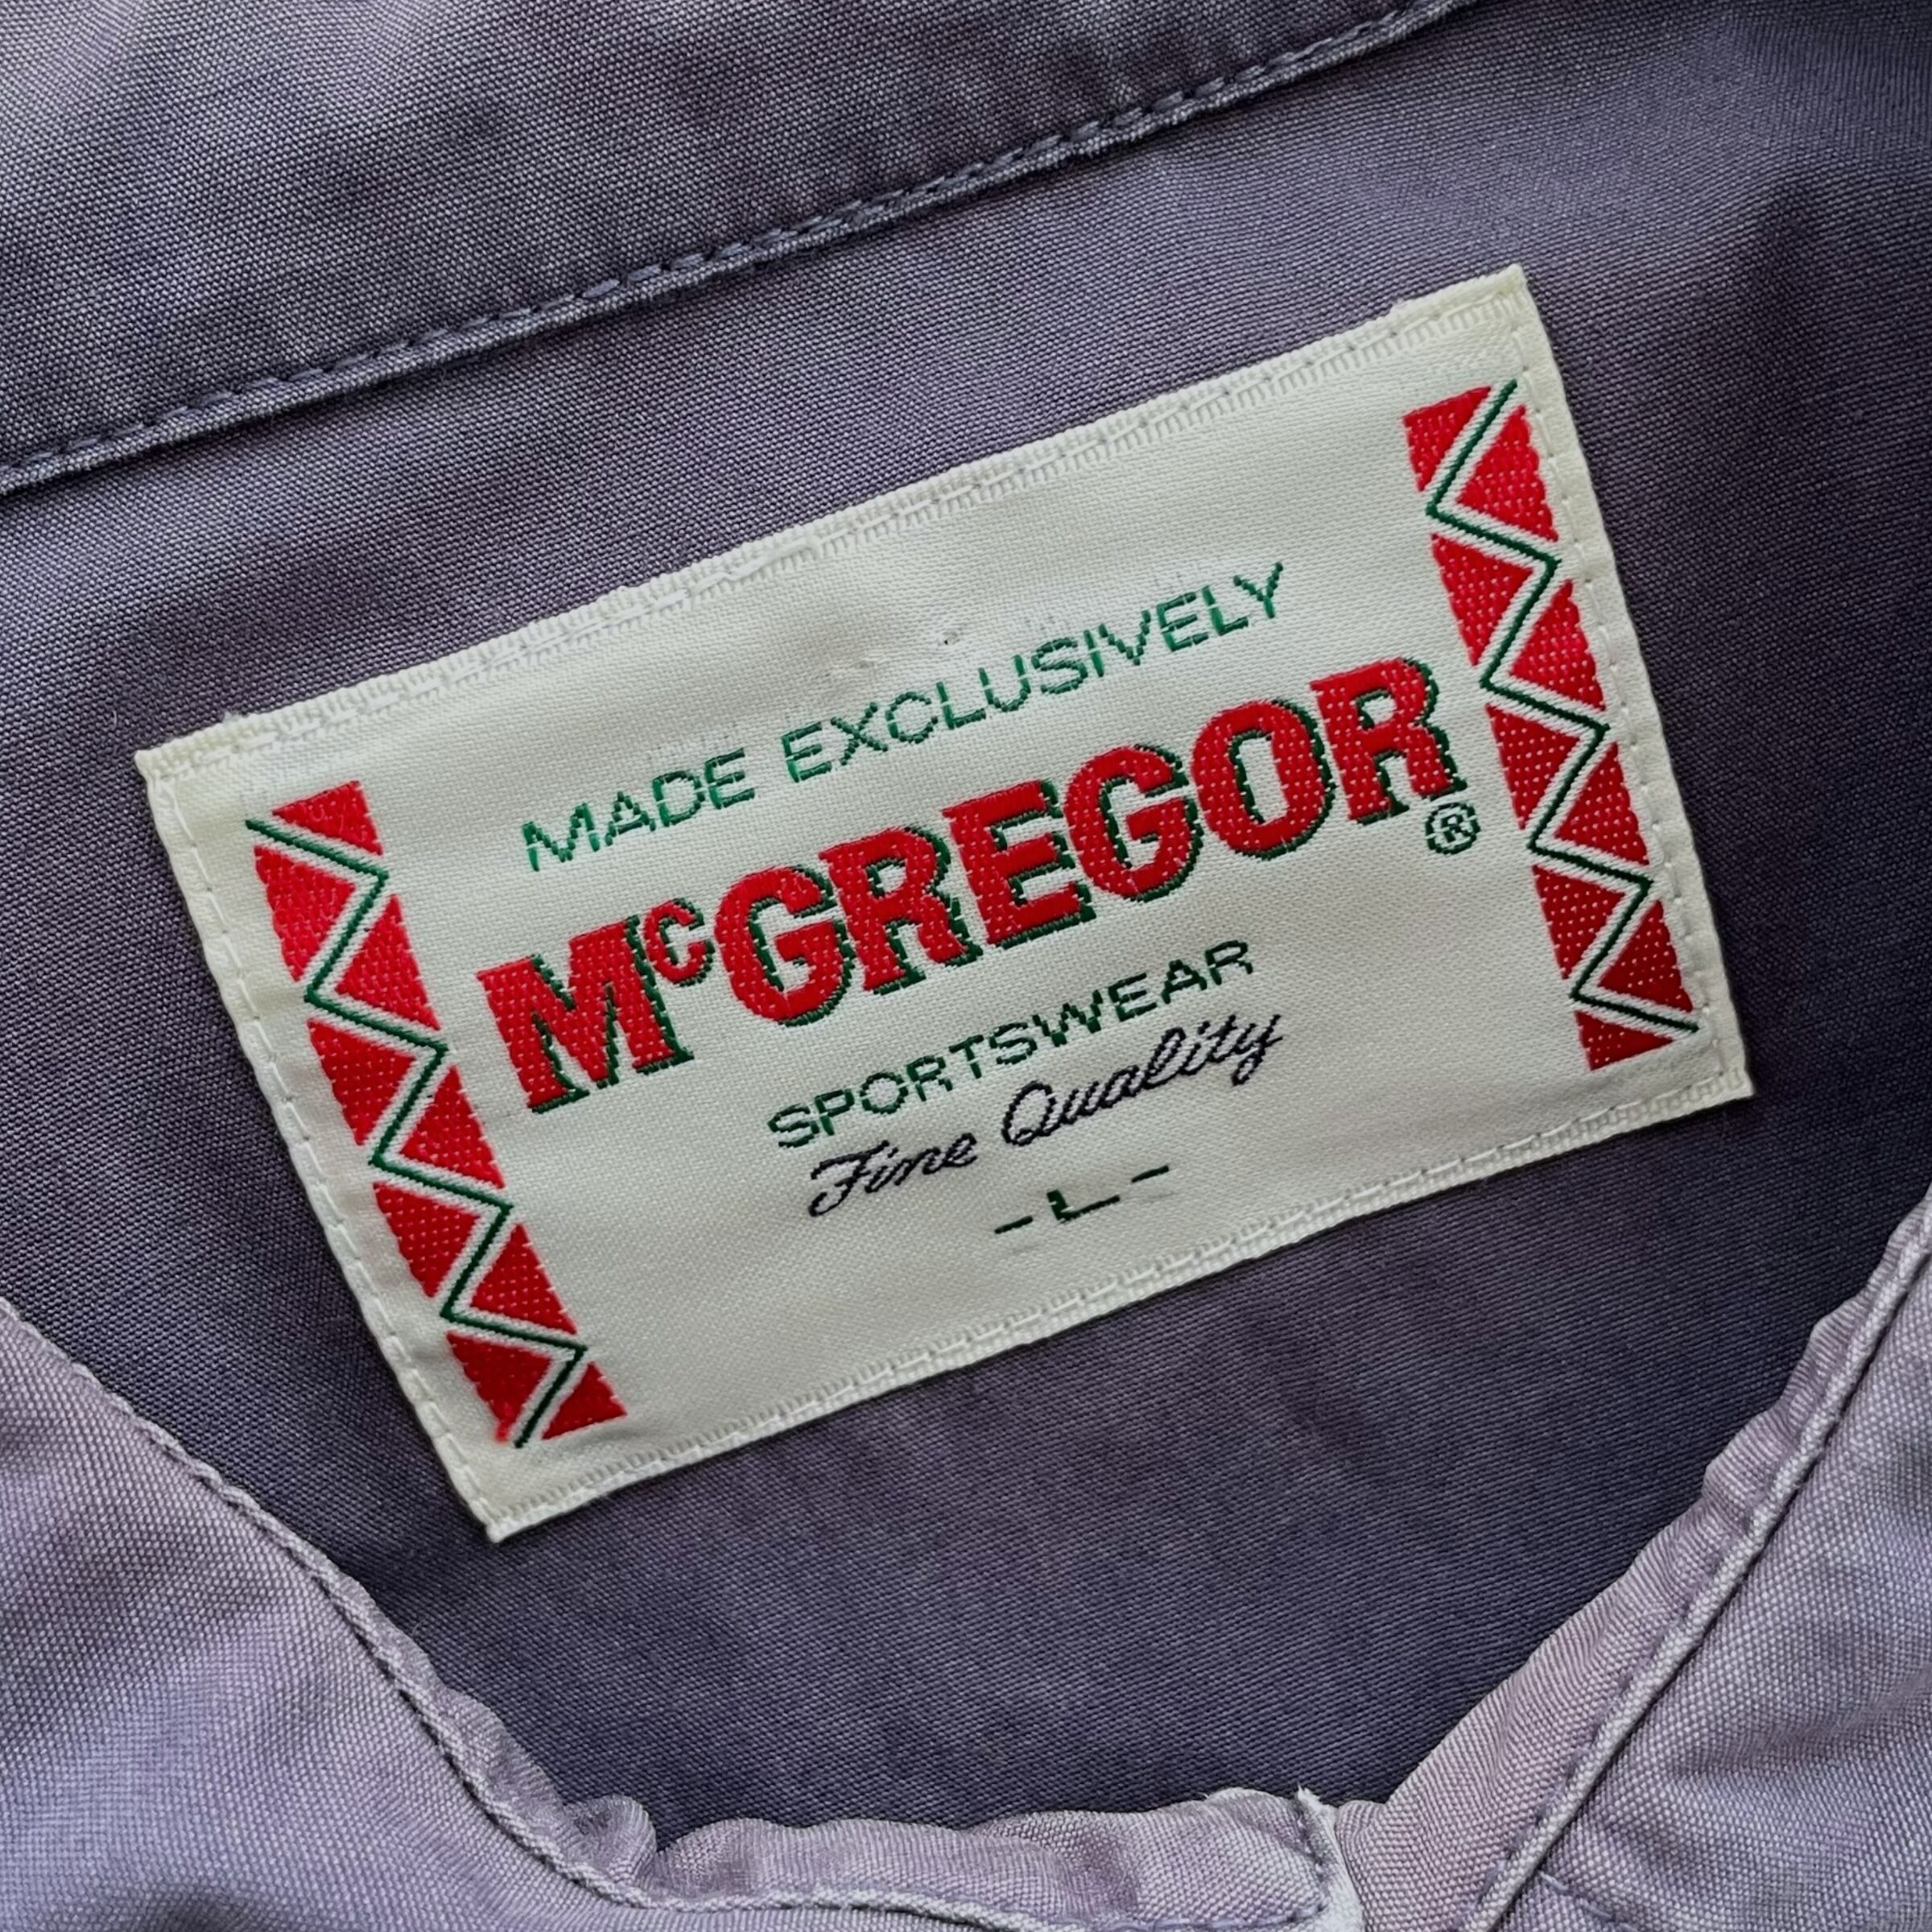 MADE EXCLUSIVELY
McGREGOR®
SPORTSWEAR
Fine Quality
- L -